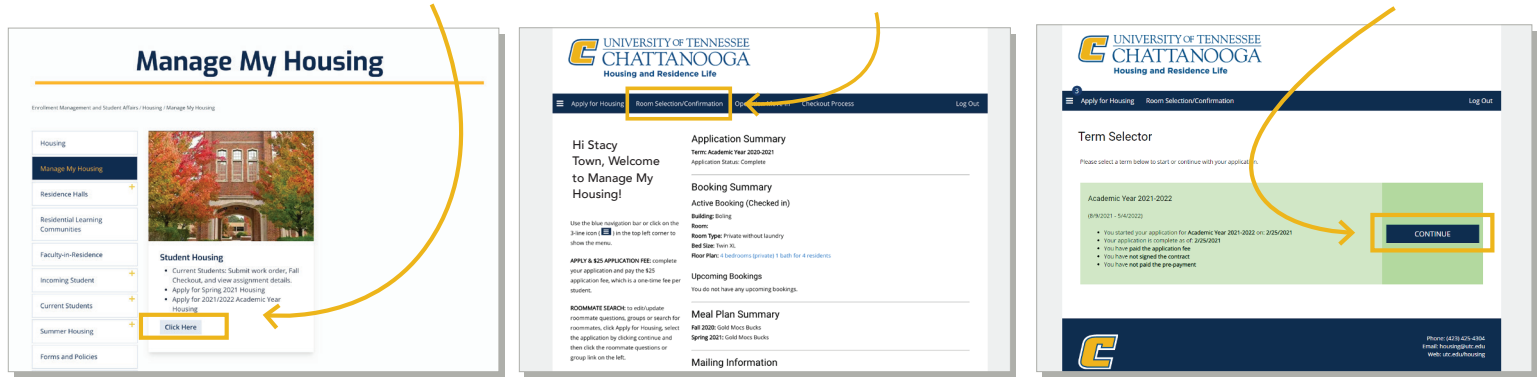 Manage My Housing
Enrollment Management and Student Affairs / Housing / Manage My Housing
Housing
Manage My Housing
Residence Halls
Residential Learning
Communities
Faculty-in-Residence
Incoming Student
Current Students
Summer Housing
Forms and Policies
Student Housing
• Current Students: Submit work order, Fall
Checkout, and view assignment details.
• Apply for Spring 2021 Housing
• Apply for 2021/2022 Academic Year
Housing
Click Here
UNIVERSITY OF TENNESSEE
CHATTANOOGA
Housing and Residence Life
Apply for Housing Room Selection/Confirmation Checkout Process Log Out
Hi Stacy
Town, Welcome
to Manage My
Housing!
Use the blue navigation bar or click on the
3-line icon ( ) in the top left corner to
show the menu.
APPLY & $25 APPLICATION FEE: complete
your application and pay the $25
application fee, which is a one-time fee per
student.
ROOMMATE SEARCH: to edit/update
roommate questions, groups or search for
roommates, click Apply for Housing, select
the application by clicking continue and
then click the roommate questions or
group link on the left.
Application Summary
Term: Academic Year 2020-2021
Application Status: Complete
Booking Summary
Active Booking (Checked in)
Building: Boling
Room:
Room Type: Private without laundry
Bed Size: Twin XL
Floor Plan: 4 bedrooms (private) 1 bath for 4 residents
Upcoming Bookings
You do not have any upcoming bookings.
Meal Plan Summary
Fall 2020: Gold Mocs Bucks
Spring 2021: Gold Mocs Bucks
Mailing Information
UNIVERSITY OF TENNESSEE
CHATTANOOGA
Housing and Residence Life
3
Apply for Housing Room Selection/Confirmation Log Out
Term Selector
Please select a term below to start or continue with your application.
Academic Year 2021-2022
(8/9/2021 - 5/4/2022)
• You started your application for Academic Year 2021-2022 on: 2/25/2021
• Your application is complete as of: 2/25/2021
• You have paid the application fee
• You have not signed the contract
• You have not paid the pre-payment
CONTINUE
Phone: (423) 425-4304
Email: housing@utc.edu
Web: utc.edu/housing